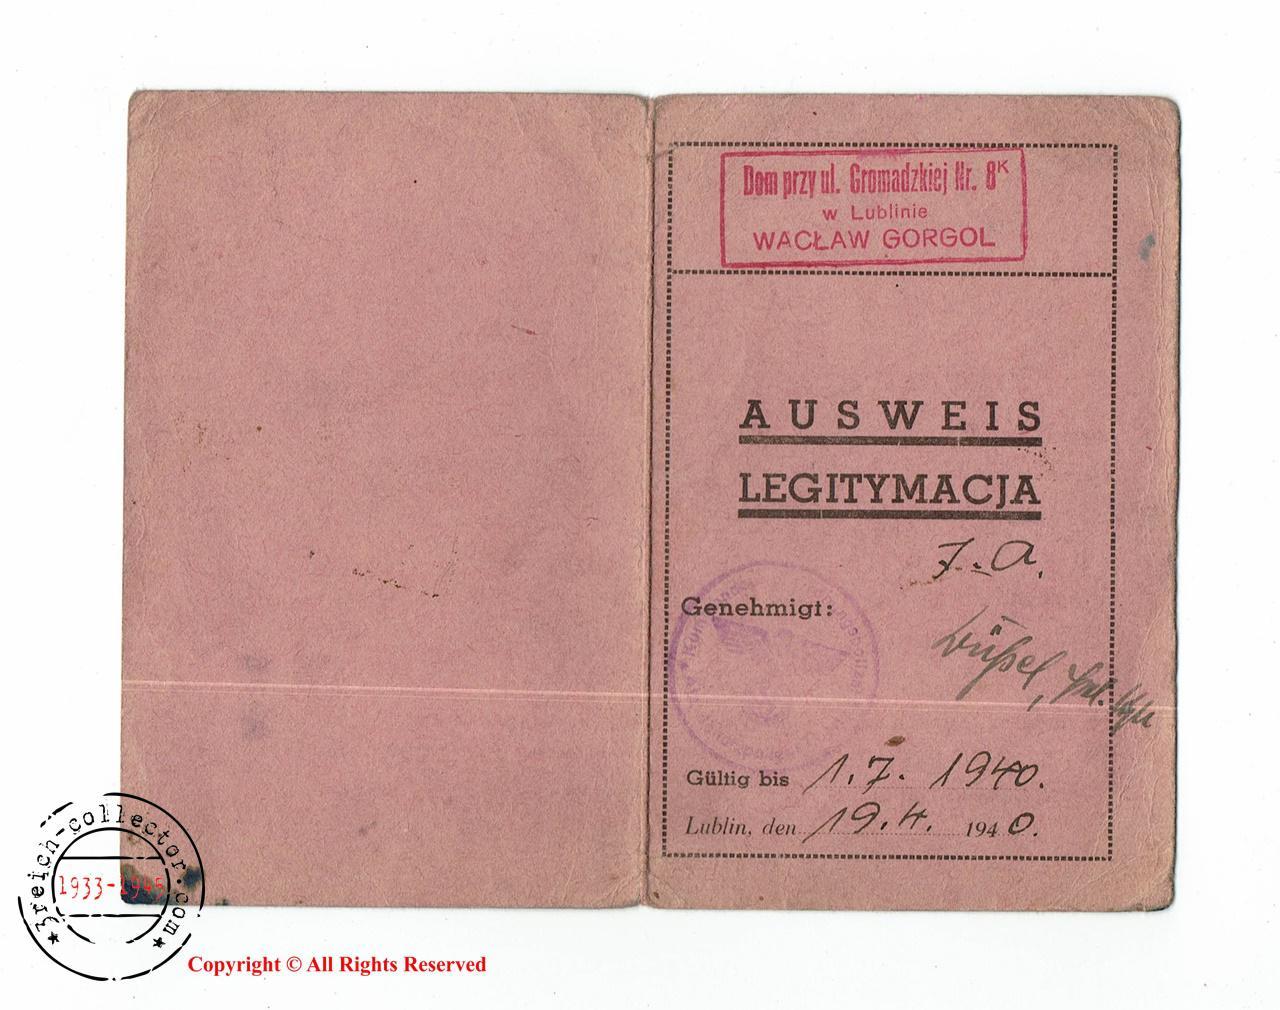 Dom przy ul. Gromadzkiej Nr. 8K
w Lublinie
WACŁAW GORGOL
AUSWEIS
LEGITYMACJA
J. A.
Genehmigt:
Gültig bis 1. 7. 1940.
Lublin, den 19. 4. 1940.
3reich-collector.com
1933-1945
Copyright © All Rights Reserved